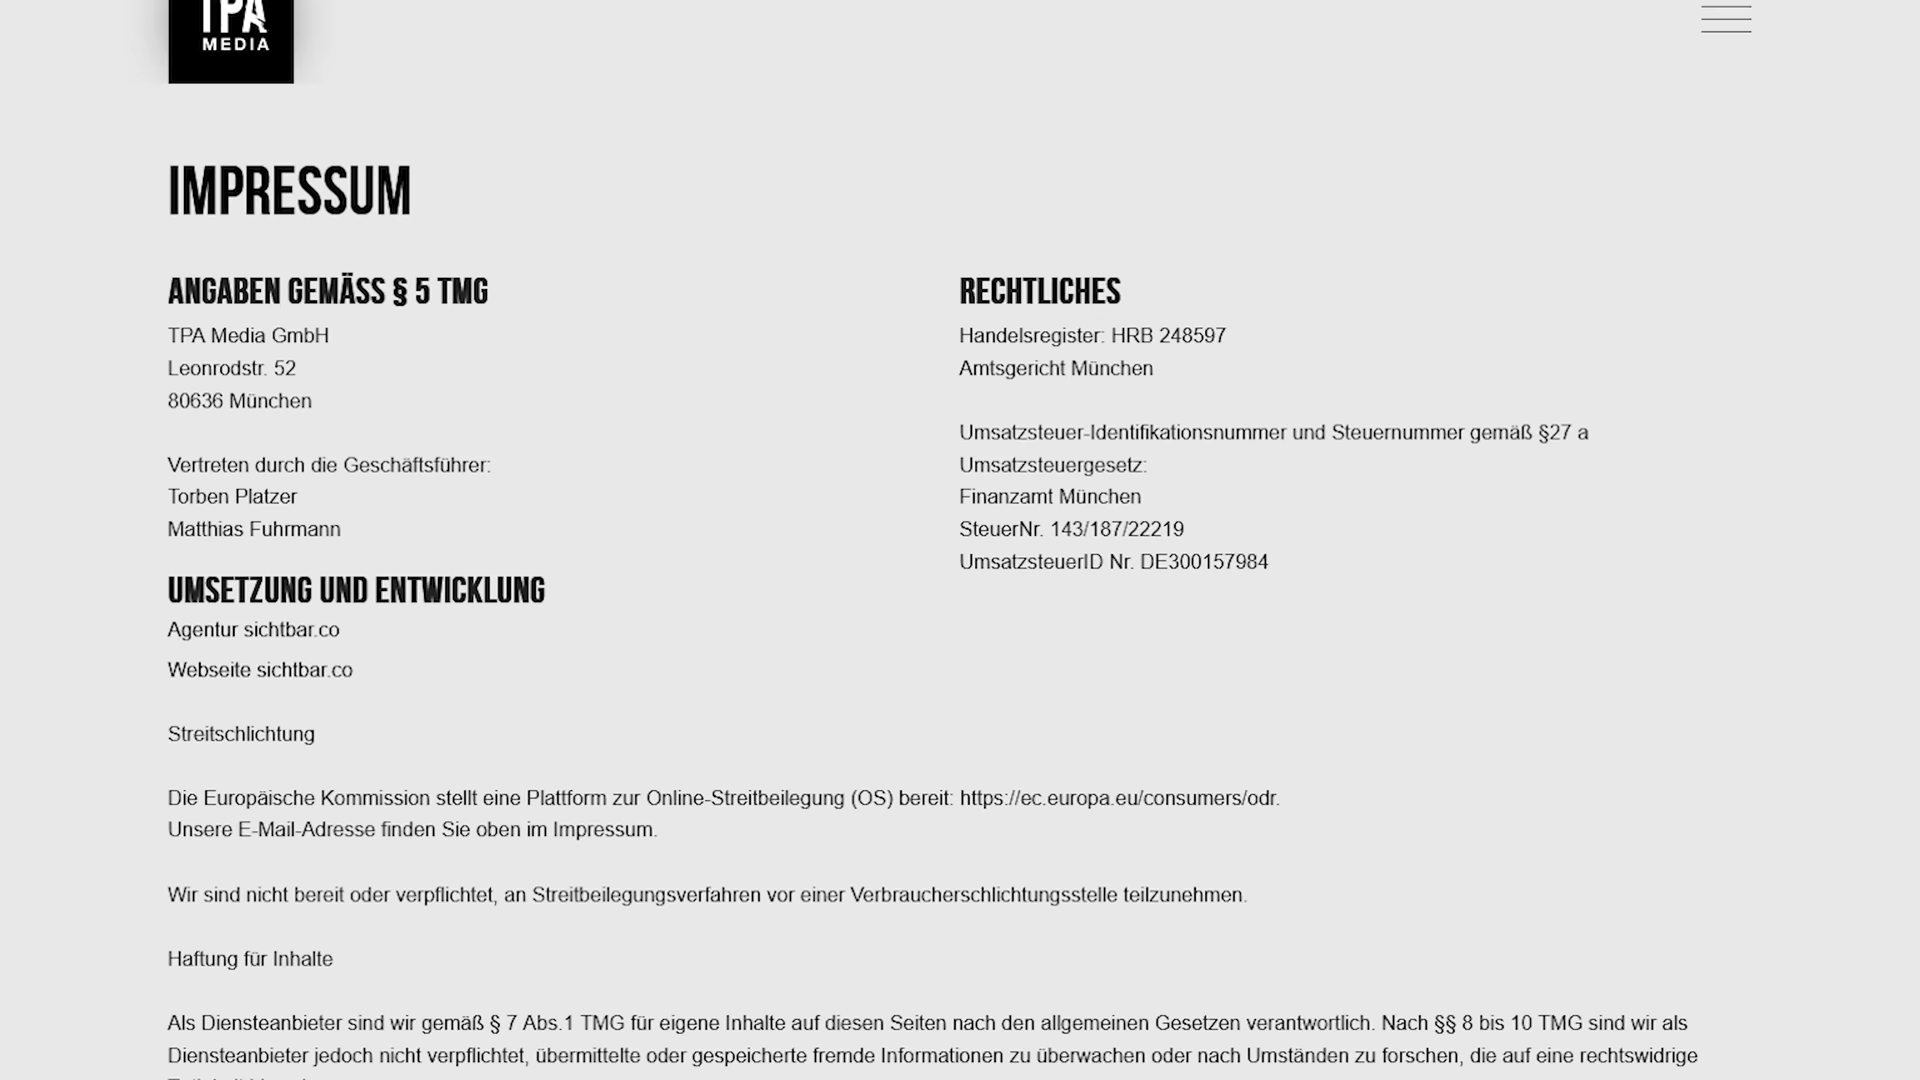 TPA
MEDIA
IMPRESSUM
ANGABEN GEMÄSS § 5 TMG
TPA Media GmbH
Leonrodstr. 52
80636 München
Vertreten durch die Geschäftsführer:
Torben Platzer
Matthias Fuhrmann
UMSETZUNG UND ENTWICKLUNG
Agentur sichtbar.co
Webseite sichtbar.co
RECHTLICHES
Handelsregister: HRB 248597
Amtsgericht München
Umsatzsteuer-Identifikationsnummer und Steuernummer gemäß §27 a
Umsatzsteuergesetz:
Finanzamt München
SteuerNr. 143/187/22219
UmsatzsteuerID Nr. DE300157984
Streitschlichtung
Die Europäische Kommission stellt eine Plattform zur Online-Streitbeilegung (OS) bereit: https://ec.europa.eu/consumers/odr.
Unsere E-Mail-Adresse finden Sie oben im Impressum.
Wir sind nicht bereit oder verpflichtet, an Streitbeilegungsverfahren vor einer Verbraucherschlichtungsstelle teilzunehmen.
Haftung für Inhalte
Als Diensteanbieter sind wir gemäß § 7 Abs.1 TMG für eigene Inhalte auf diesen Seiten nach den allgemeinen Gesetzen verantwortlich. Nach §§ 8 bis 10 TMG sind wir als
Diensteanbieter jedoch nicht verpflichtet, übermittelte oder gespeicherte fremde Informationen zu überwachen oder nach Umständen zu forschen, die auf eine rechtswidrige